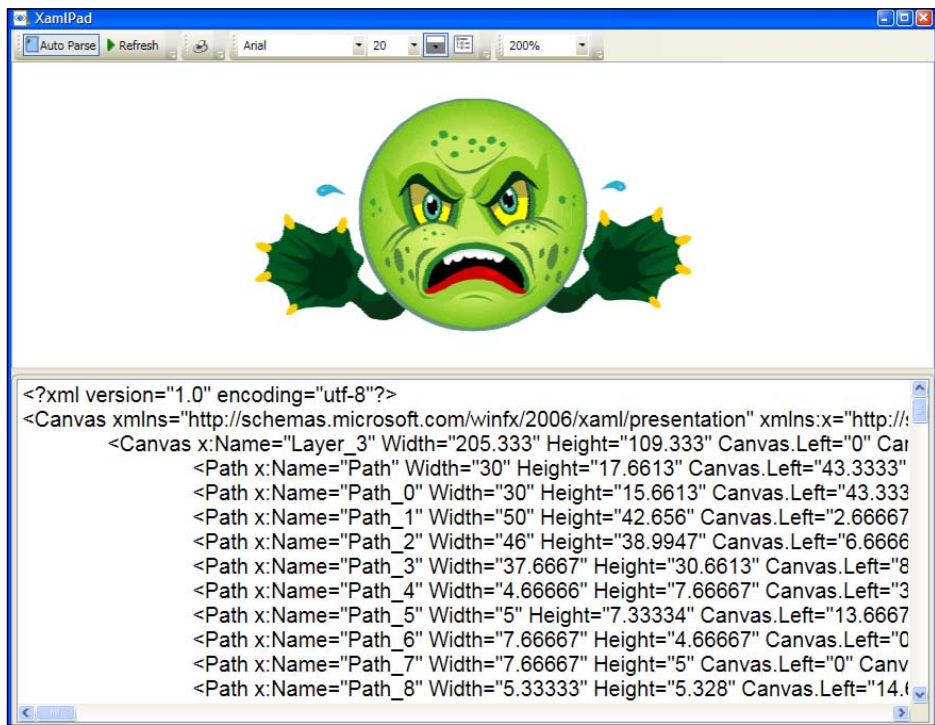 XamlPad
Auto Parse Refresh Arial 20 200%
<?xml version="1.0" encoding="utf-8"?>
<Canvas xmlns="http://schemas.microsoft.com/winfx/2006/xaml/presentation" xmlns:x="http://s
<Canvas x:Name="Layer_3" Width="205.333" Height="109.333" Canvas.Left="0" Can
<Path x:Name="Path" Width="30" Height="17.6613" Canvas.Left="43.3333"
<Path x:Name="Path_0" Width="30" Height="15.6613" Canvas.Left="43.333
<Path x:Name="Path_1" Width="50" Height="42.656" Canvas.Left="2.66667
<Path x:Name="Path_2" Width="46" Height="38.9947" Canvas.Left="6.6666
<Path x:Name="Path_3" Width="37.6667" Height="30.6613" Canvas.Left="8
<Path x:Name="Path_4" Width="4.66666" Height="7.66667" Canvas.Left="3
<Path x:Name="Path_5" Width="5" Height="7.33334" Canvas.Left="13.6667
<Path x:Name="Path_6" Width="7.66667" Height="4.66667" Canvas.Left="0
<Path x:Name="Path_7" Width="7.66667" Height="5" Canvas.Left="0" Canv
<Path x:Name="Path_8" Width="5.33333" Height="5.328" Canvas.Left="14.6